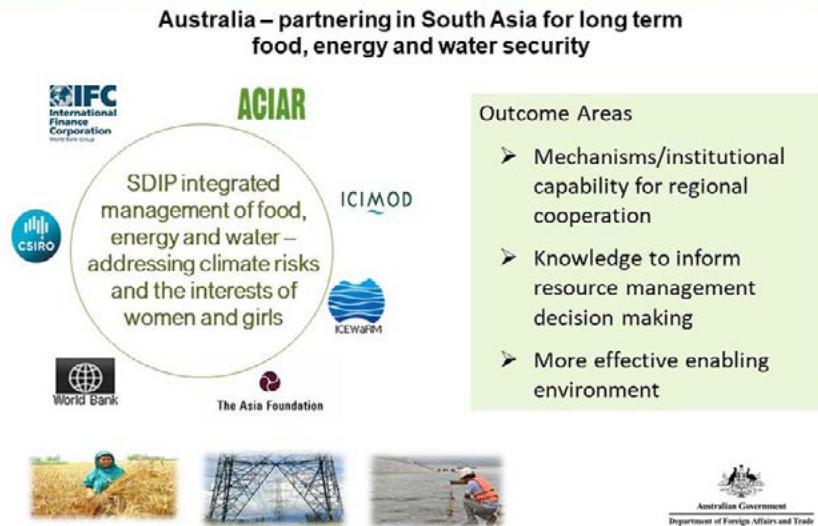 Australia – partnering in South Asia for long term
food, energy and water security
IFC
International
Finance
Corporation
World Bank Group
ACIAR
SDIP integrated
management of food,
energy and water –
addressing climate risks
and the interests of
women and girls
ICIMOD
CSIRO
ICEWaRM
World Bank
The Asia Foundation
Outcome Areas
➢ Mechanisms/institutional
capability for regional
cooperation
➢ Knowledge to inform
resource management
decision making
➢ More effective enabling
environment
Australian Government
Department of Foreign Affairs and Trade